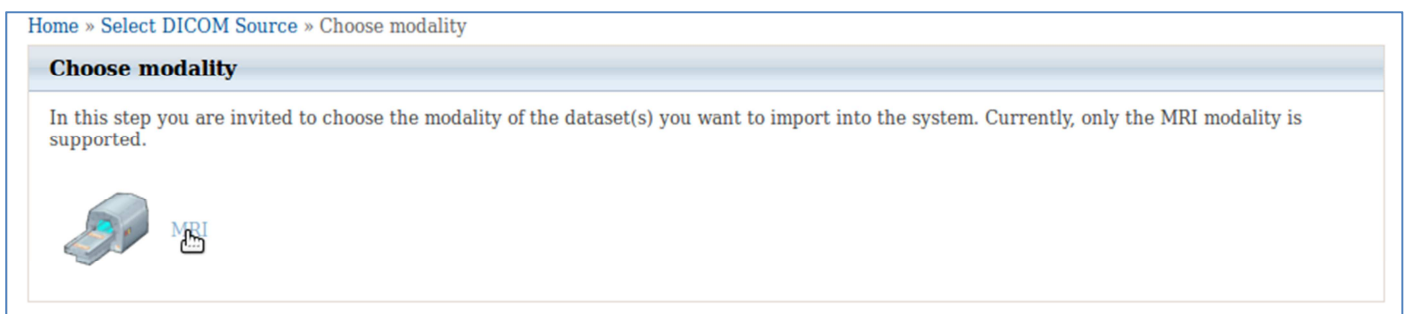 Home » Select DICOM Source » Choose modality
Choose modality
In this step you are invited to choose the modality of the dataset(s) you want to import into the system. Currently, only the MRI modality is
supported.
MRI